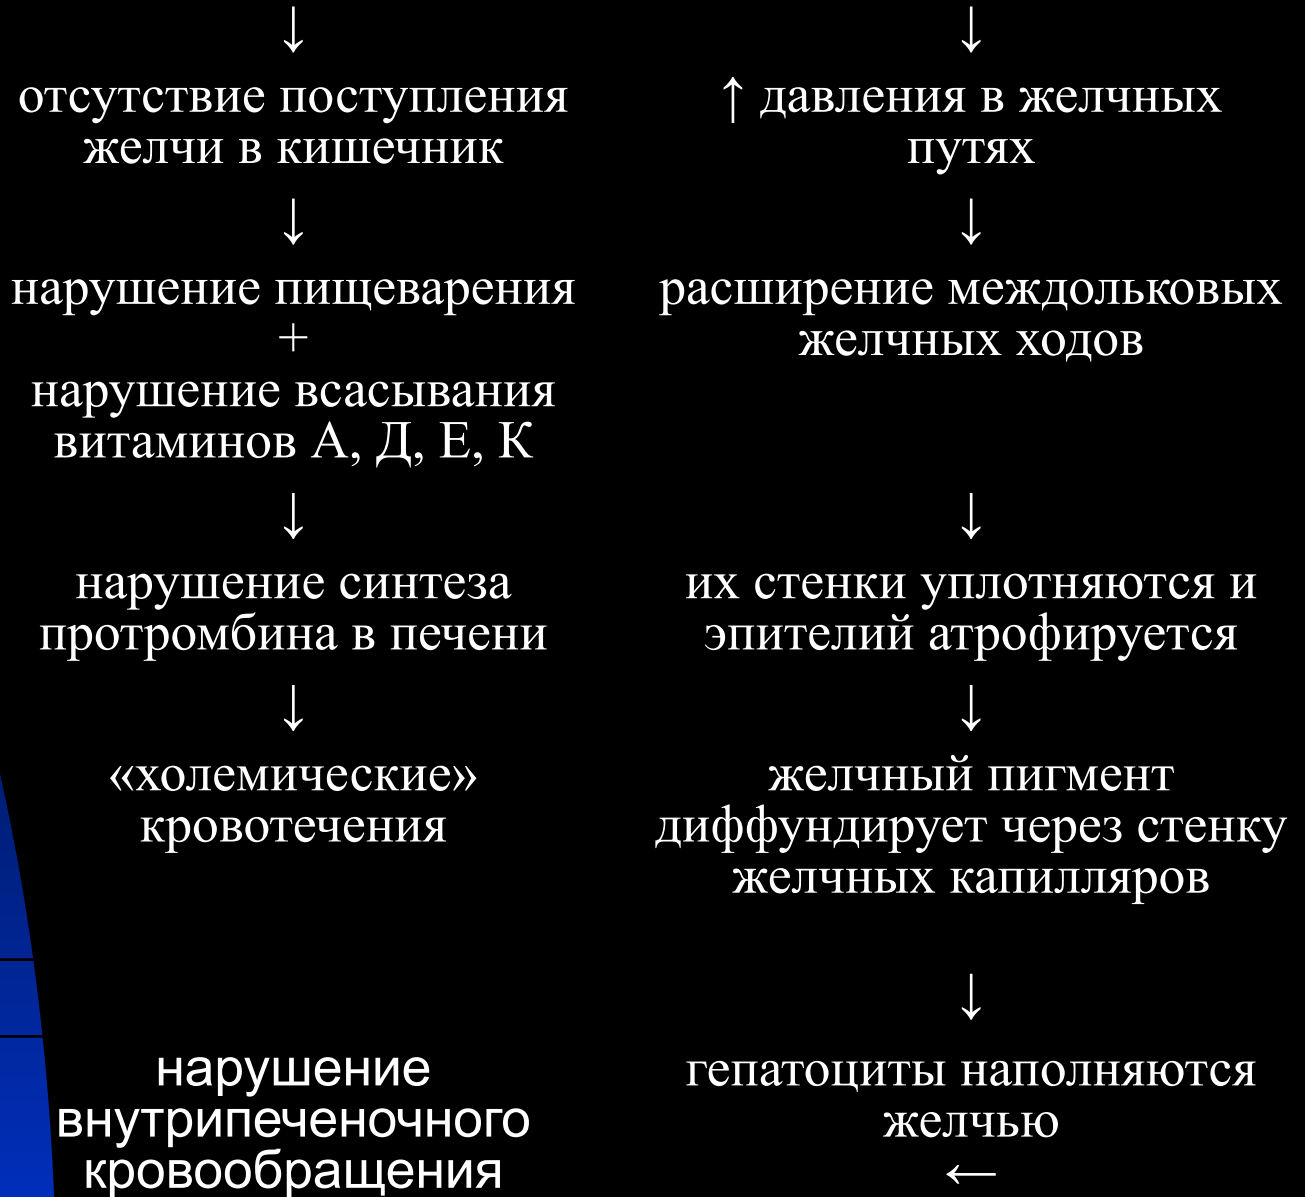 ↓
отсутствие поступления
желчи в кишечник
↓
нарушение пищеварения
+
нарушение всасывания
витаминов А, Д, Е, К
↓
нарушение синтеза
протромбина в печени
↓
«холемические»
кровотечения
↓
↑ давления в желчных
путях
↓
расширение междольковых
желчных ходов
↓
их стенки уплотняются и
эпителий атрофируется
↓
желчный пигмент
диффундирует через стенку
желчных капилляров
↓
гепатоциты наполняются
желчью
←
нарушение
внутрипеченочного
кровообращения